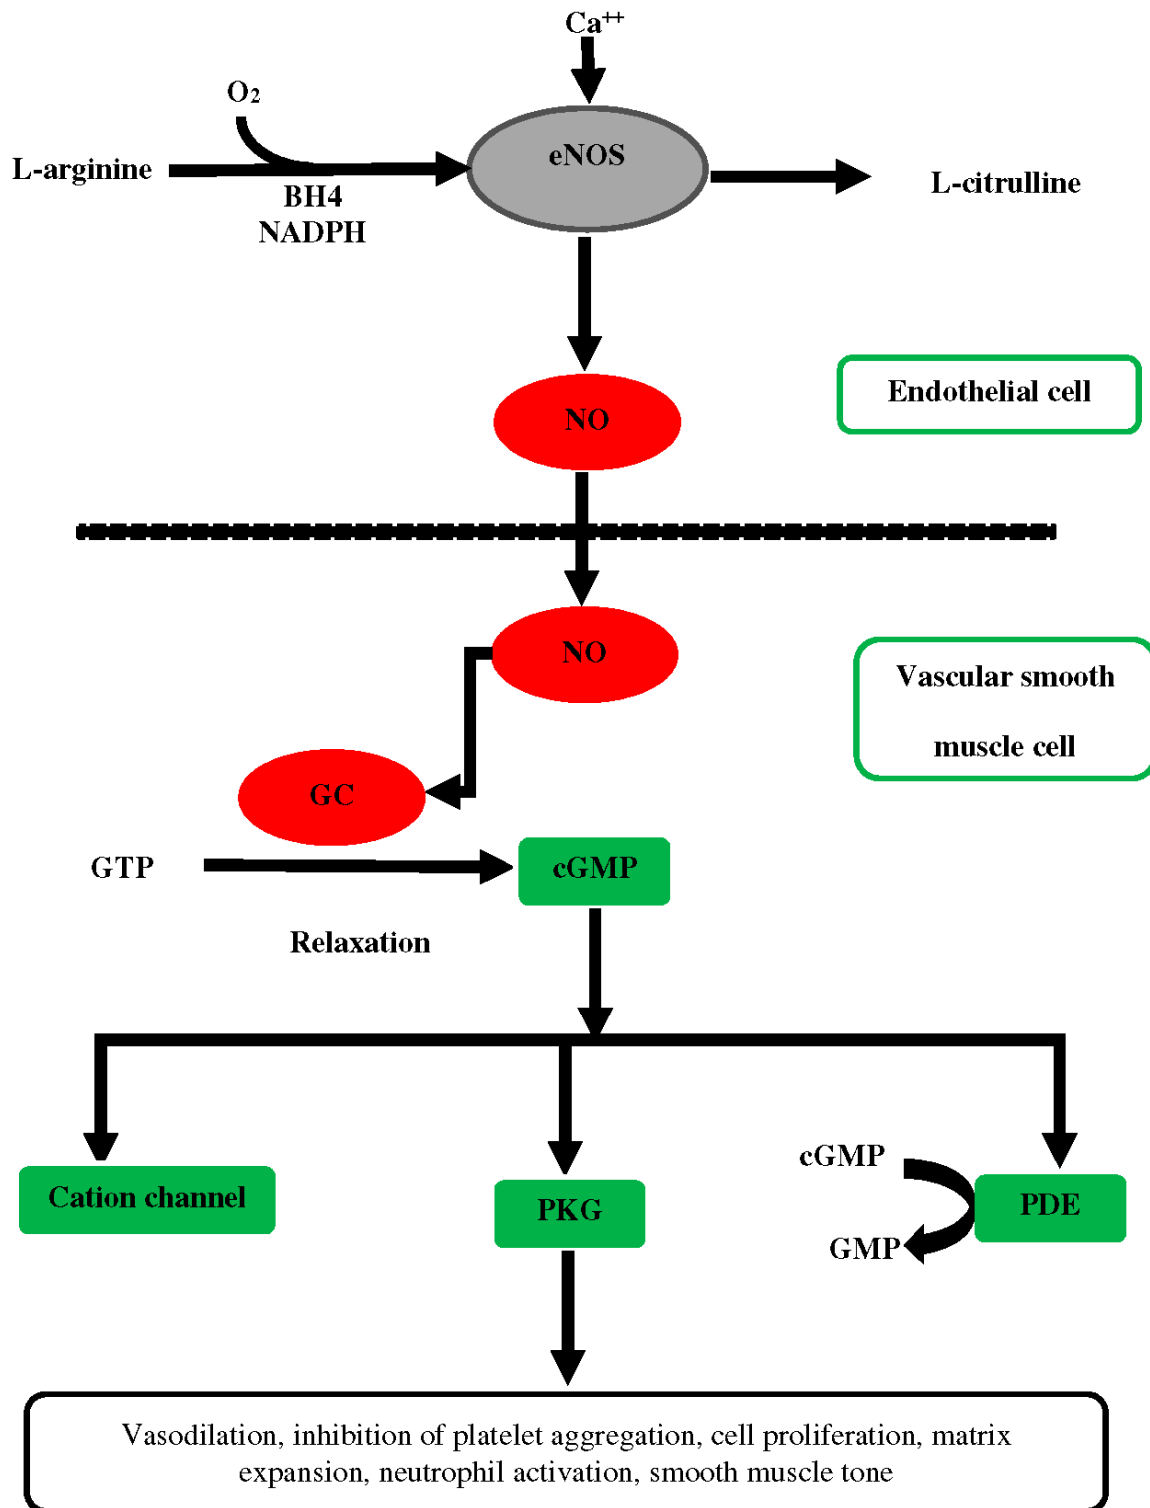 Ca⁺⁺
O₂
L-arginine
eNOS
L-citrulline
BH4
NADPH
Endothelial cell
NO
NO
Vascular smooth
muscle cell
GC
GTP
cGMP
Relaxation
cGMP
Cation channel
PKG
PDE
GMP
Vasodilation, inhibition of platelet aggregation, cell proliferation, matrix
expansion, neutrophil activation, smooth muscle tone